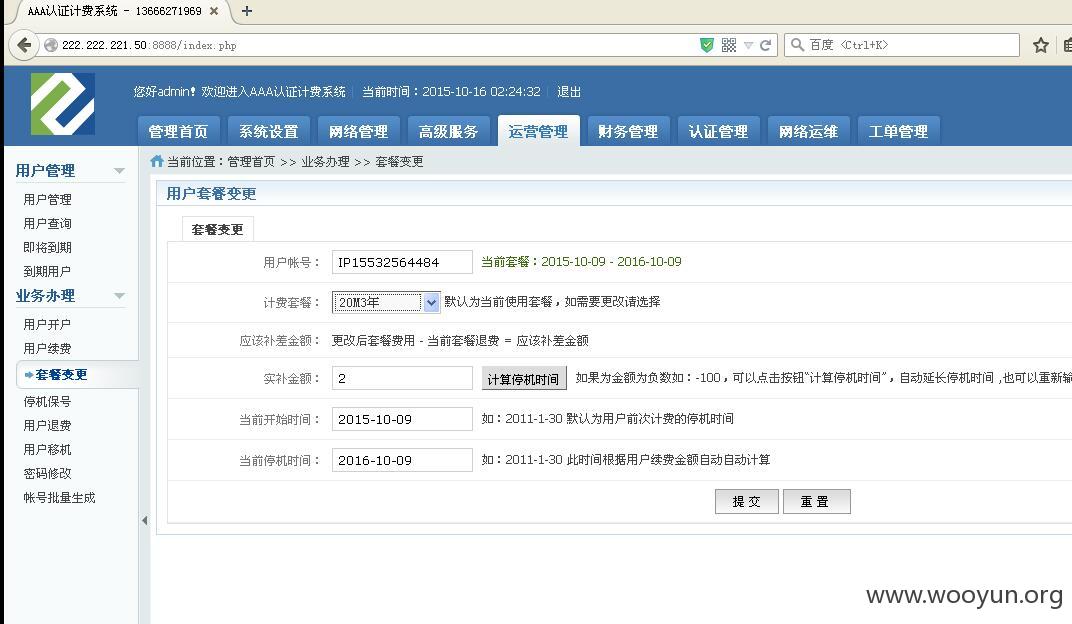 AAA认证计费系统 - 13666271969
222.222.221.50:8888/index.php
百度 <Ctrl+K>
您好admin! 欢迎进入AAA认证计费系统 当前时间：2015-10-16 02:24:32 退出
管理首页 系统设置 网络管理 高级服务 运营管理 财务管理 认证管理 网络运维 工单管理
当前位置：管理首页 >> 业务办理 >> 套餐变更
用户管理
用户管理
用户查询
即将到期
到期用户
业务办理
用户开户
用户续费
套餐变更
停机保号
用户退费
用户移机
密码修改
帐号批量生成
用户套餐变更
套餐变更
用户帐号： IP15532564484 当前套餐：2015-10-09 - 2016-10-09
计费套餐： 20M3年 默认为当前使用套餐，如需要更改请选择
应该补差金额： 更改后套餐费用 - 当前套餐退费 = 应该补差金额
实补金额： 2 计算停机时间 如果为金额为负数如：-100，可以点击按钮“计算停机时间”，自动延长停机时间 ,也可以重新输
当前开始时间： 2015-10-09 如：2011-1-30 默认为用户前次计费的停机时间
当前停机时间： 2016-10-09 如：2011-1-30 此时间根据用户续费金额自动自动计算
提 交 重 置
www.wooyun.org